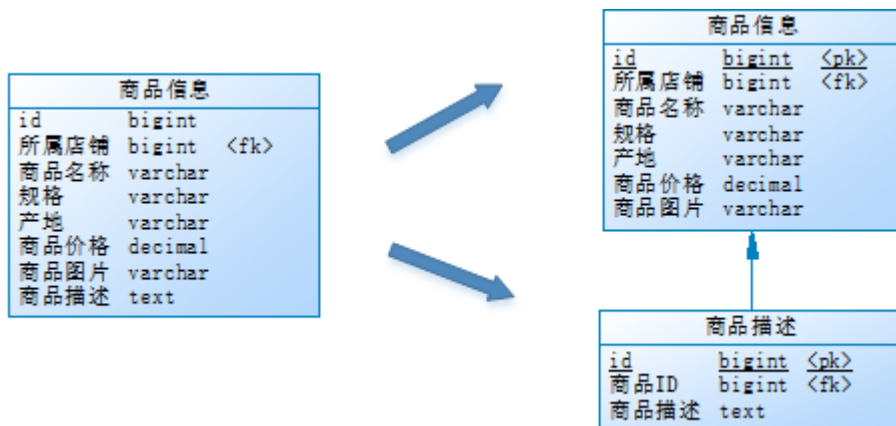 商品信息
id bigint
所属店铺 bigint <fk>
商品名称 varchar
规格 varchar
产地 varchar
商品价格 decimal
商品图片 varchar
商品描述 text
商品信息
id bigint <pk>
所属店铺 bigint <fk>
商品名称 varchar
规格 varchar
产地 varchar
商品价格 decimal
商品图片 varchar
商品描述
id bigint <pk>
商品ID bigint <fk>
商品描述 text